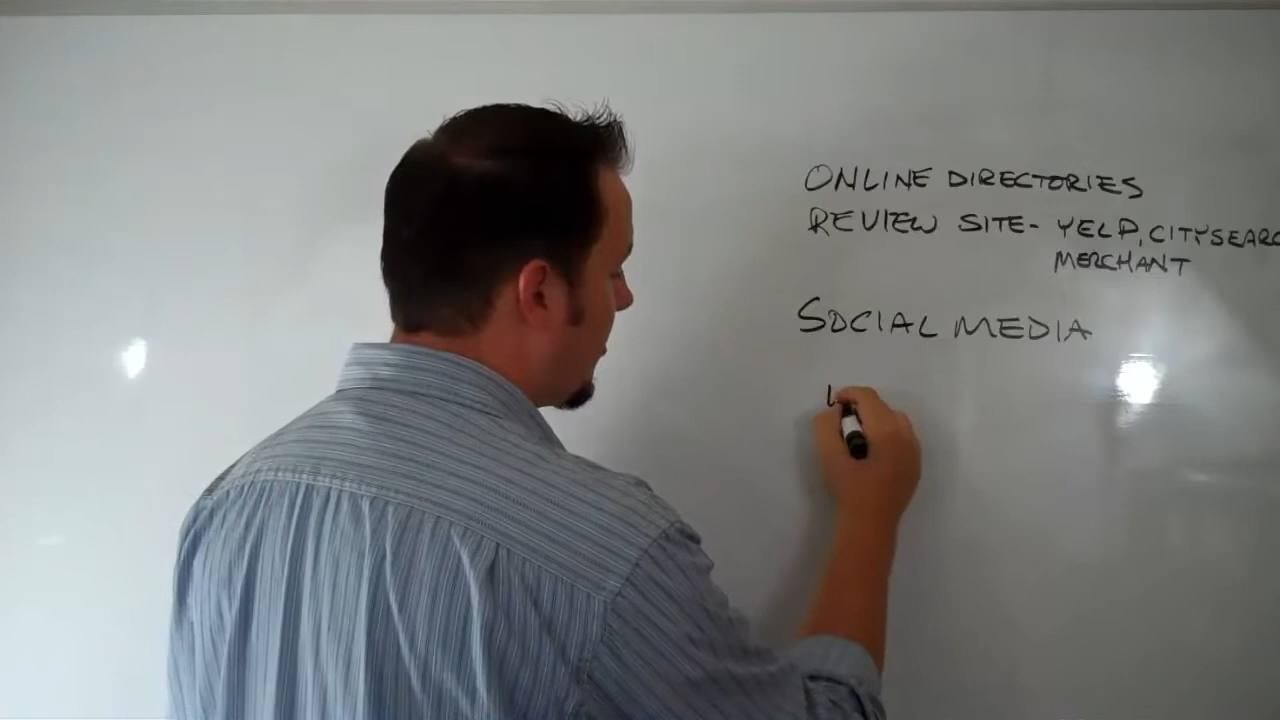 ONLINE DIRECTORIES
REVIEW SITE- YELP, CITYSEARC
MERCHANT
SOCIAL MEDIA